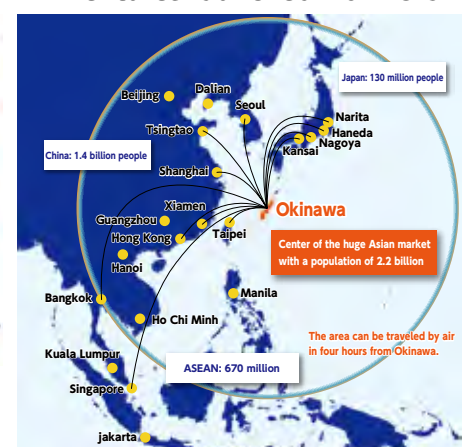 Japan: 130 million people
Beijing
Dalian
Seoul
Narita
Haneda
Nagoya
Kansai
Tsingtao
China: 1.4 billion people
Shanghai
Xiamen
Okinawa
Guangzhou
Hong Kong
Taipei
Center of the huge Asian market
with a population of 2.2 billion
Hanoi
Bangkok
Manila
Ho Chi Minh
The area can be traveled by air
in four hours from Okinawa.
Kuala Lumpur
ASEAN: 670 million
Singapore
jakarta